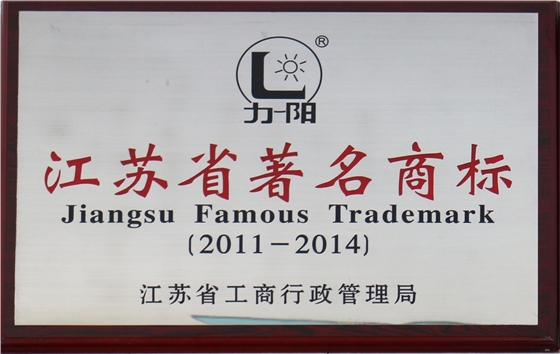 ®
力一阳
江苏省著名商标
Jiangsu Famous Trademark
(2011-2014)
江苏省工商行政管理局